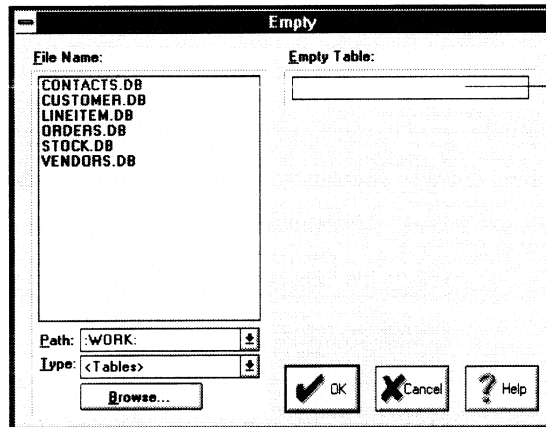 Empty
File Name:
Empty Table:
CONTACTS.DB
CUSTOMER.DB
LINEITEM.DB
ORDERS.DB
STOCK.DB
VENDORS.DB
Path: :WORK:
Type: <Tables>
Browse...
OK
Cancel
? Help